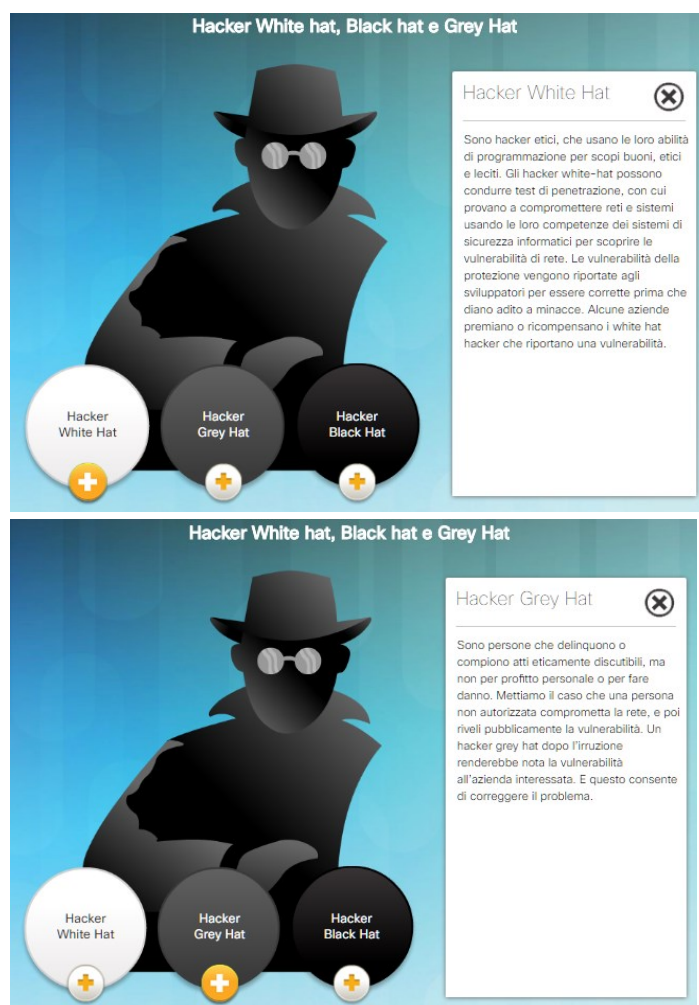 Hacker White hat, Black hat e Grey Hat
Hacker White Hat
Sono hacker etici, che usano le loro abilità
di programmazione per scopi buoni, etici
e leciti. Gli hacker white-hat possono
condurre test di penetrazione, con cui
provano a compromettere reti e sistemi
usando le loro competenze dei sistemi di
sicurezza informatici per scoprire le
vulnerabilità di rete. Le vulnerabilità della
protezione vengono riportate agli
sviluppatori per essere corrette prima che
diano adito a minacce. Alcune aziende
premiano o ricompensano i white hat
hacker che riportano una vulnerabilità.
Hacker
White Hat
Hacker
Grey Hat
Hacker
Black Hat
Hacker White hat, Black hat e Grey Hat
Hacker Grey Hat
Sono persone che delinquono o
compiono atti eticamente discutibili, ma
non per profitto personale o per fare
danno. Mettiamo il caso che una persona
non autorizzata comprometta la rete, e poi
riveli pubblicamente la vulnerabilità. Un
hacker grey hat dopo l'irruzione
renderebbe nota la vulnerabilità
all'azienda interessata. E questo consente
di correggere il problema.
Hacker
White Hat
Hacker
Grey Hat
Hacker
Black Hat